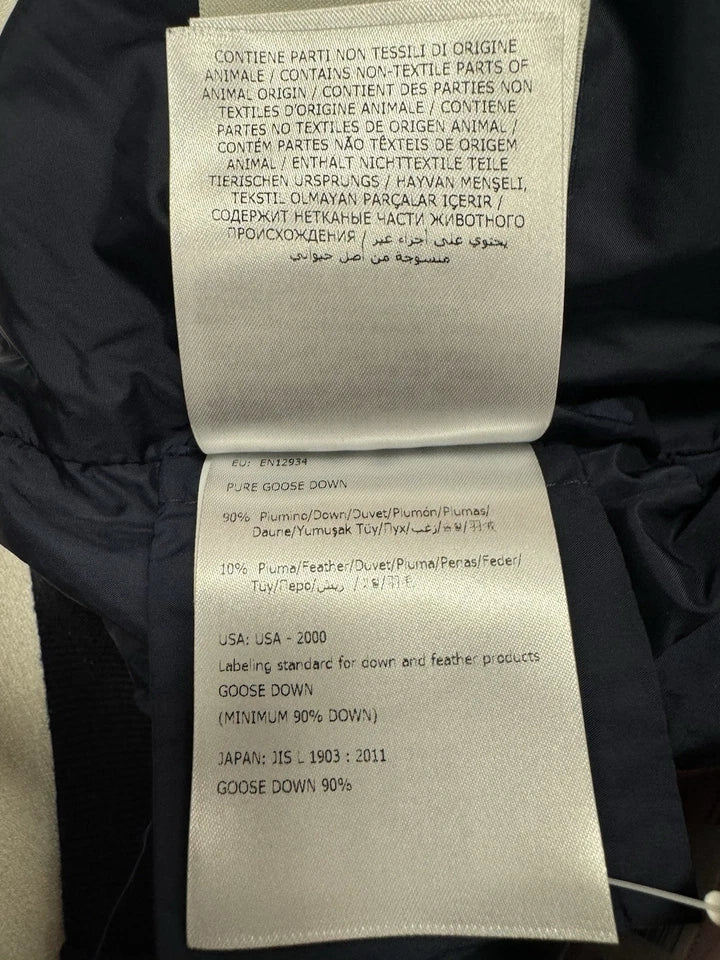 CONTIENE PARTI NON TESSILI DI ORIGINE
ANIMALE / CONTAINS NON-TEXTILE PARTS OF
ANIMAL ORIGIN / CONTIENT DES PARTIES NON
TEXTILES D'ORIGINE ANIMALE / CONTIENE
PARTES NO TEXTILES DE ORIGEN ANIMAL /
CONTÉM PARTES NÃO TÊXTEIS DE ORIGEM
ANIMAL / ENTHALT NICHTTEXTILE TEILE
TIERISCHEN URSPRUNGS / HAYVAN MENŞELI,
TEKSTIL OLMAYAN PARÇALAR IÇERIR /
СОДЕРЖИТ НЕТКАНЫЕ ЧАСТИ ЖИВОТНОГО
ПРОИСХОЖДЕНИЯ / يحتوي على أجزاء غير
منسوجة من أصل حيواني
EU: EN12934
PURE GOOSE DOWN
90% Piumino/Down/Duvet/Plumón/Plumas/
Daune/Yumuşak Tüy/Пух/زغب/
10% Piuma/Feather/Duvet/Pluma/Penas/Feder/
Tüy/Перо/ريش /
USA: USA - 2000
Labeling standard for down and feather products
GOOSE DOWN
(MINIMUM 90% DOWN)
JAPAN: JIS L 1903 : 2011
GOOSE DOWN 90%